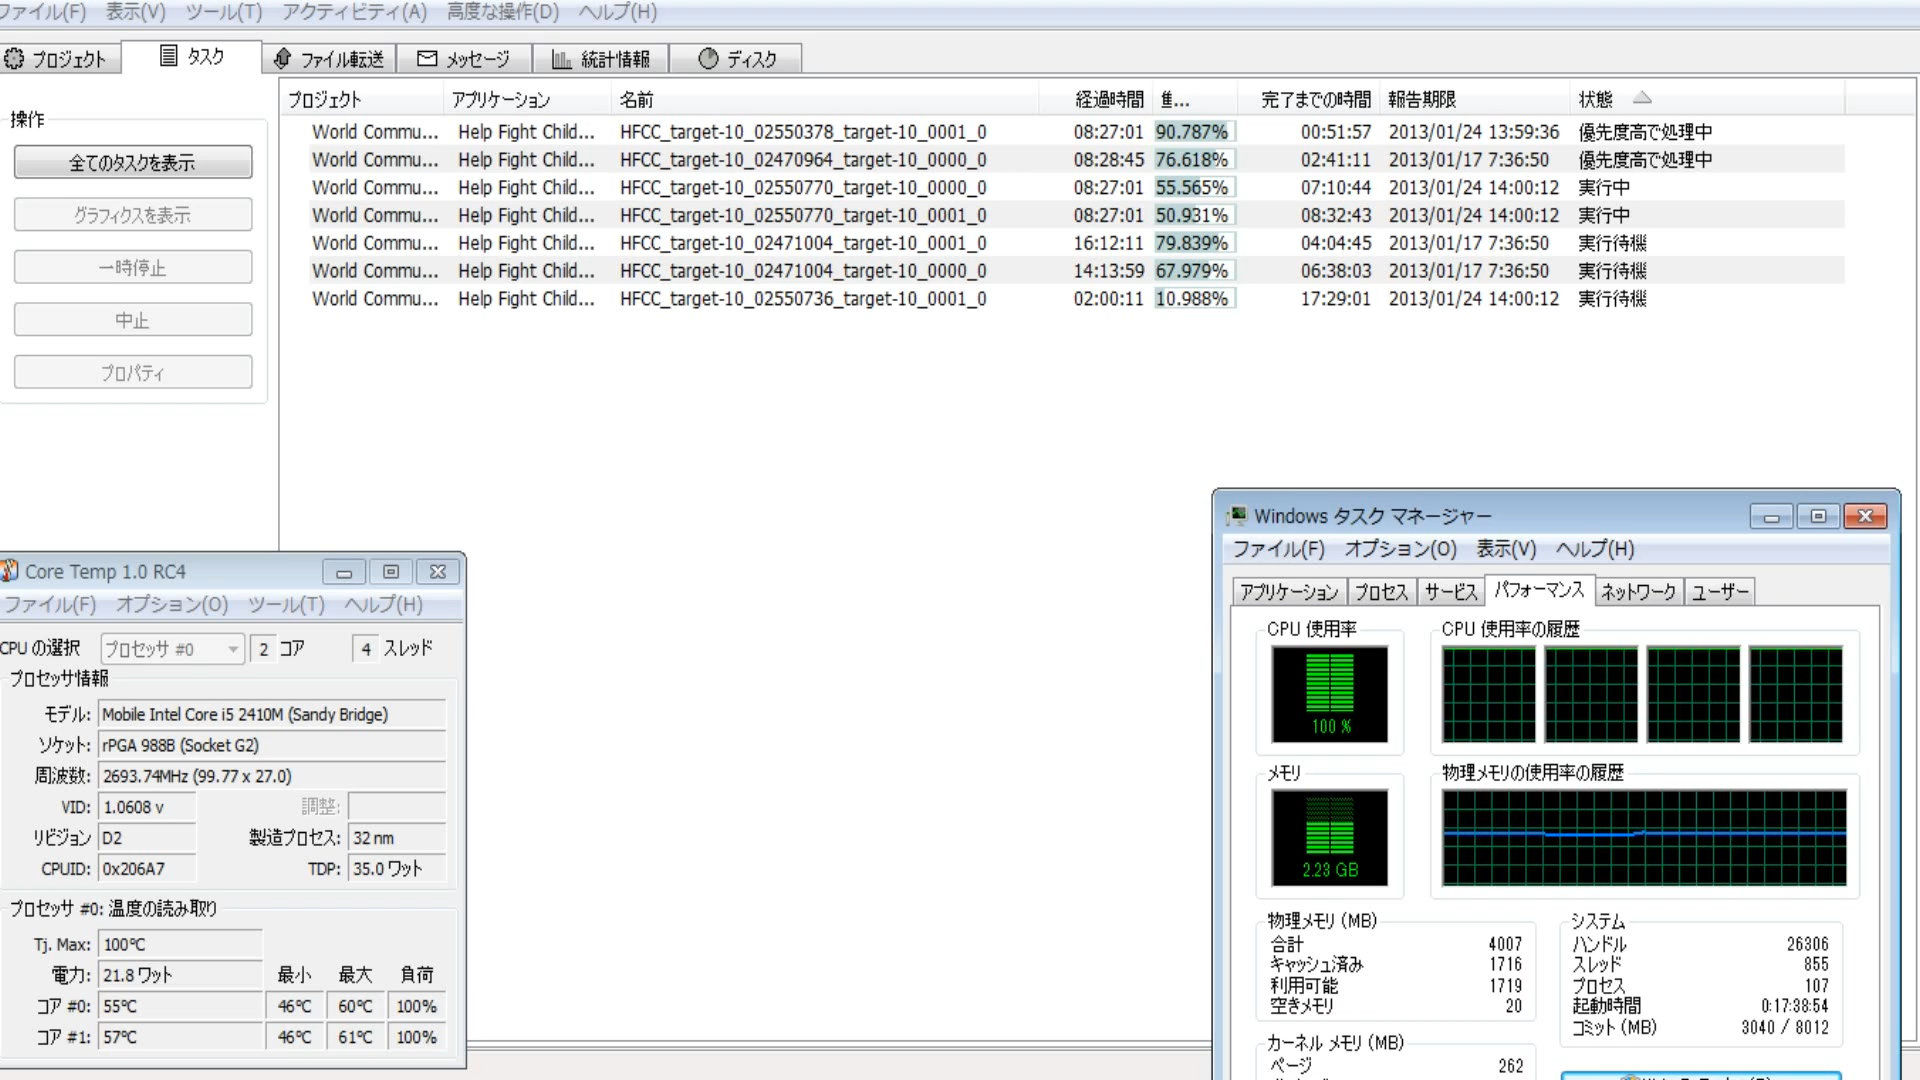 ファイル(F) 表示(V) ツール(T) アクティビティ(A) 高度な操作(D) ヘルプ(H)
プロジェクト タスク ファイル転送 メッセージ 統計情報 ディスク
プロジェクト アプリケーション 名前 経過時間 進... 完了までの時間 報告期限 状態
操作
全てのタスクを表示
グラフィクスを表示
一時停止
中止
プロパティ
World Commu... Help Fight Child... HFCC_target-10_02550378_target-10_0001_0 08:27:01 90.787% 00:51:57 2013/01/24 13:59:36 優先度高で処理中
World Commu... Help Fight Child... HFCC_target-10_02470964_target-10_0000_0 08:28:45 76.618% 02:41:11 2013/01/17 7:36:50 優先度高で処理中
World Commu... Help Fight Child... HFCC_target-10_02550770_target-10_0000_0 08:27:01 55.565% 07:10:44 2013/01/24 14:00:12 実行中
World Commu... Help Fight Child... HFCC_target-10_02550770_target-10_0001_0 08:27:01 50.931% 08:32:43 2013/01/24 14:00:12 実行中
World Commu... Help Fight Child... HFCC_target-10_02471004_target-10_0001_0 16:12:11 79.839% 04:04:45 2013/01/17 7:36:50 実行待機
World Commu... Help Fight Child... HFCC_target-10_02471004_target-10_0000_0 14:13:59 67.979% 06:38:03 2013/01/17 7:36:50 実行待機
World Commu... Help Fight Child... HFCC_target-10_02550736_target-10_0001_0 02:00:11 10.988% 17:29:01 2013/01/24 14:00:12 実行待機
Core Temp 1.0 RC4
ファイル(F) オプション(O) ツール(T) ヘルプ(H)
CPU の選択 プロセッサ #0 2 コア 4 スレッド
プロセッサ情報
モデル: Mobile Intel Core i5 2410M (Sandy Bridge)
ソケット: rPGA 988B (Socket G2)
周波数: 2693.74MHz (99.77 x 27.0)
VID: 1.0608 v 調整:
リビジョン D2 製造プロセス: 32 nm
CPUID: 0x206A7 TDP: 35.0 ワット
プロセッサ #0: 温度の読み取り
Tj. Max: 100℃
電力: 21.8 ワット 最小 最大 負荷
コア #0: 55℃ 46℃ 60℃ 100%
コア #1: 57℃ 46℃ 61℃ 100%
Windows タスク マネージャー
ファイル(F) オプション(O) 表示(V) ヘルプ(H)
アプリケーション プロセス サービス パフォーマンス ネットワーク ユーザー
CPU 使用率 CPU 使用率の履歴
100 %
メモリ 物理メモリの使用率の履歴
2.23 GB
物理メモリ (MB)
合計 4007
キャッシュ済み 1716
利用可能 1719
空きメモリ 20
システム
ハンドル 26306
スレッド 855
プロセス 107
起動時間 0:17:38:54
コミット (MB) 3040 / 8012
カーネル メモリ (MB)
ページ 262